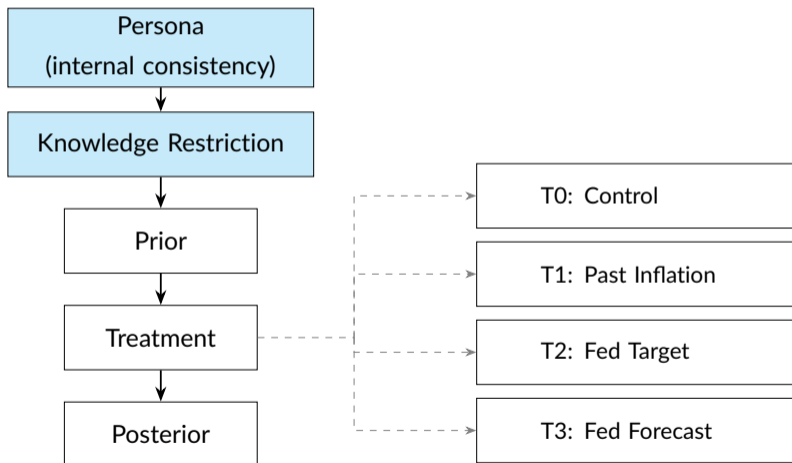 Persona
(internal consistency)
Knowledge Restriction
Prior
Treatment
Posterior
T0: Control
T1: Past Inflation
T2: Fed Target
T3: Fed Forecast